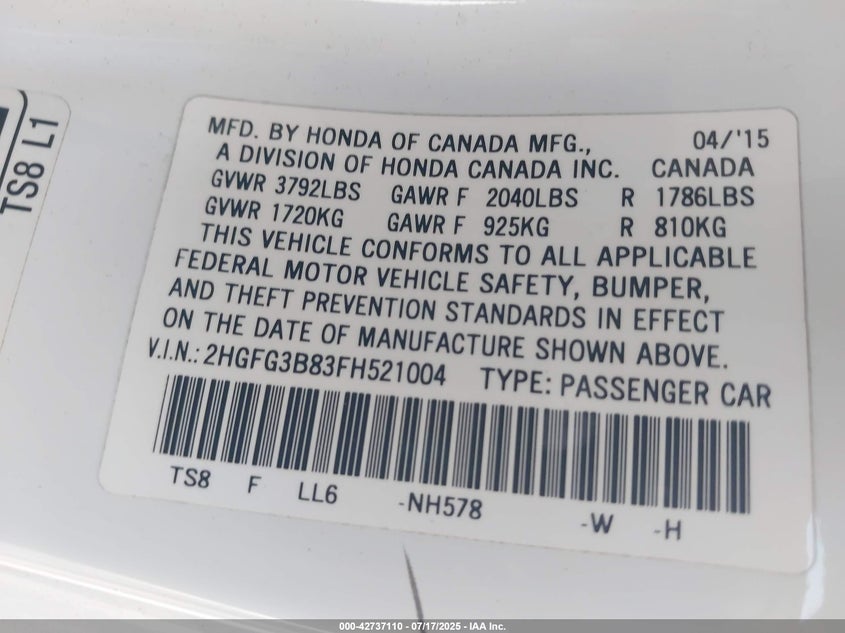 TS8 L1
MFD. BY HONDA OF CANADA MFG., 04/'15
A DIVISION OF HONDA CANADA INC. CANADA
GVWR 3792LBS GAWR F 2040LBS R 1786LBS
GVWR 1720KG GAWR F 925KG R 810KG
THIS VEHICLE CONFORMS TO ALL APPLICABLE
FEDERAL MOTOR VEHICLE SAFETY, BUMPER,
AND THEFT PREVENTION STANDARDS IN EFFECT
ON THE DATE OF MANUFACTURE SHOWN ABOVE.
V.I.N.: 2HGFG3B83FH521004 TYPE: PASSENGER CAR
TS8 F LL6 -NH578 -W -H
000-42737110 - 07/17/2025 - IAA Inc.